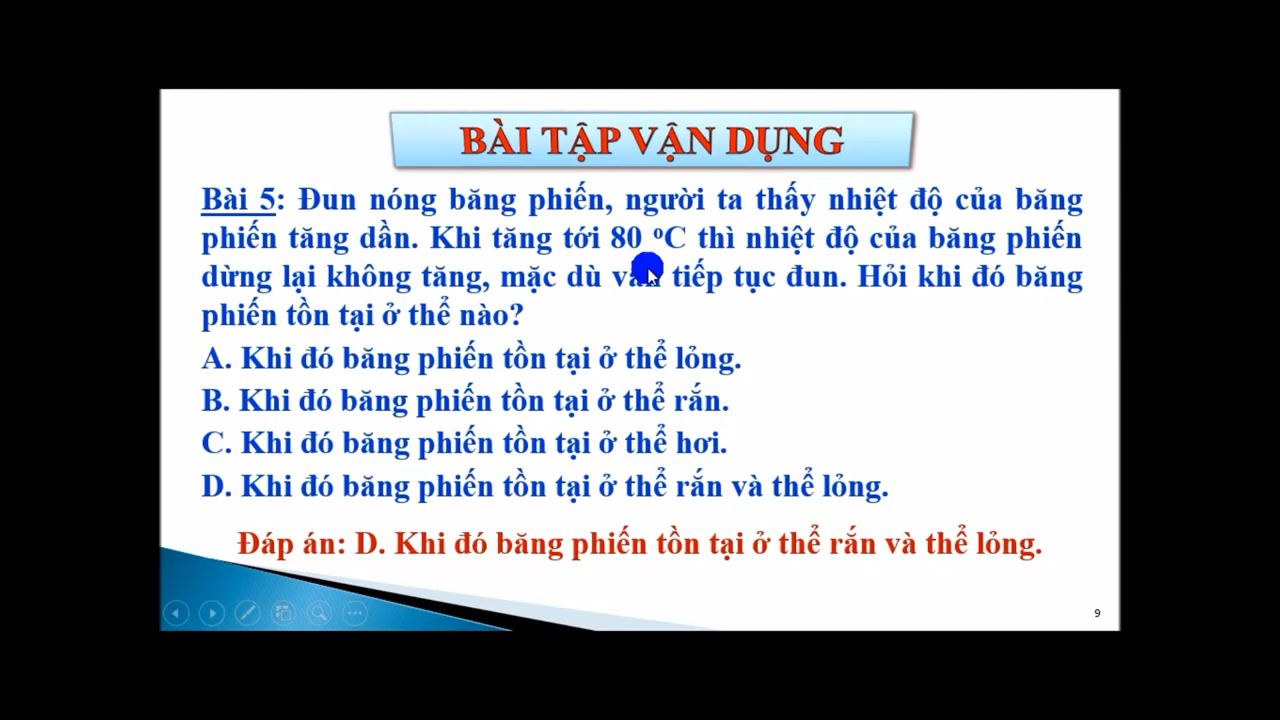 BÀI TẬP VẬN DỤNG
Bài 5: Đun nóng băng phiến, người ta thấy nhiệt độ của băng
phiến tăng dần. Khi tăng tới 80 ºC thì nhiệt độ của băng phiến
dừng lại không tăng, mặc dù tiếp tục đun. Hỏi khi đó băng
phiến tồn tại ở thể nào?
A. Khi đó băng phiến tồn tại ở thể lỏng.
B. Khi đó băng phiến tồn tại ở thể rắn.
C. Khi đó băng phiến tồn tại ở thể hơi.
D. Khi đó băng phiến tồn tại ở thể rắn và thể lỏng.
Đáp án: D. Khi đó băng phiến tồn tại ở thể rắn và thể lỏng.
9